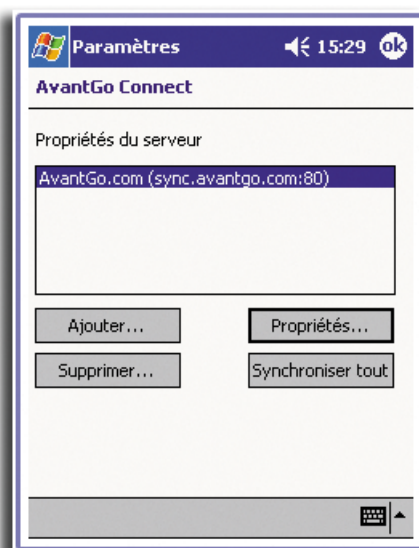 Paramètres 15:29 ok
AvantGo Connect
Propriétés du serveur
AvantGo.com (sync.avantgo.com:80)
Ajouter... Propriétés...
Supprimer... Synchroniser tout